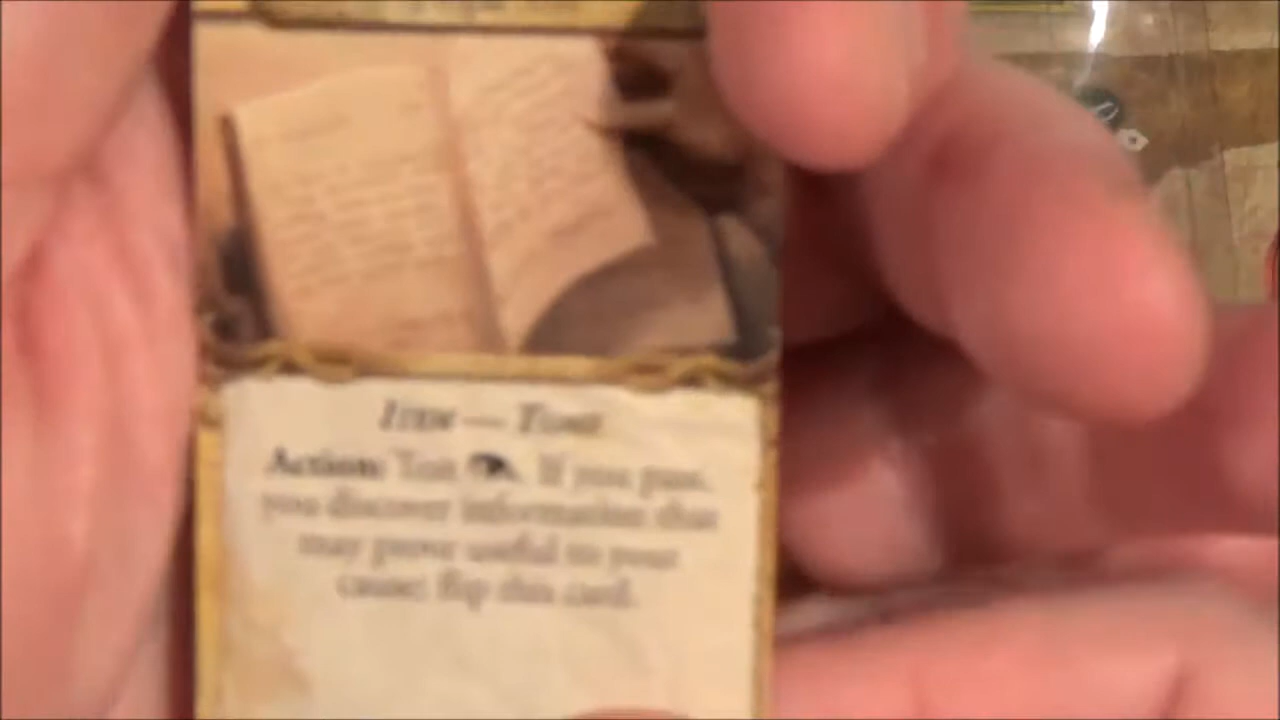 Item — Tome
Action: Test . If you pass,
you discover information that
may prove useful to your
cause; flip this card.